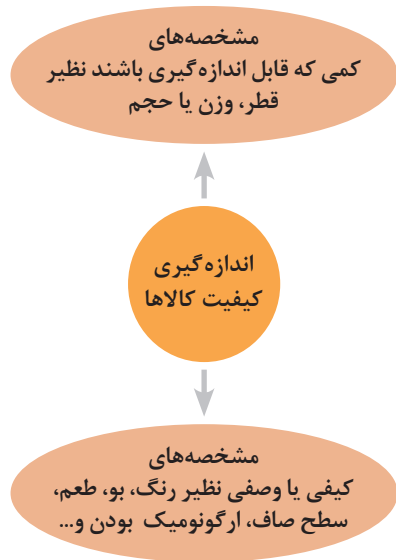 مشخصه‌های
کمی که قابل اندازه‌گیری باشند نظیر
قطر، وزن یا حجم
اندازه‌گیری
کیفیت کالاها
مشخصه‌های
کیفی یا وصفی نظیر رنگ، بو، طعم،
سطح صاف، ارگونومیک بودن و...